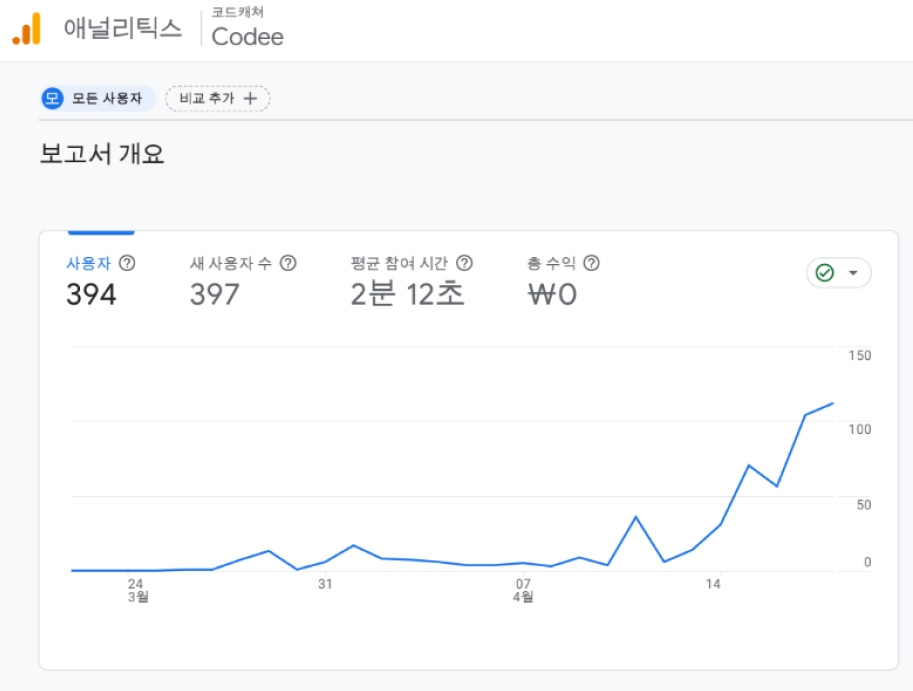 애널리틱스
코드캐쳐
Codee
모 모든 사용자
비교 추가 +
보고서 개요
사용자 새 사용자 수 평균 참여 시간 총 수익
394 397 2분 12초 ₩0
150
100
50
0
24 31 07 14
3월 4월